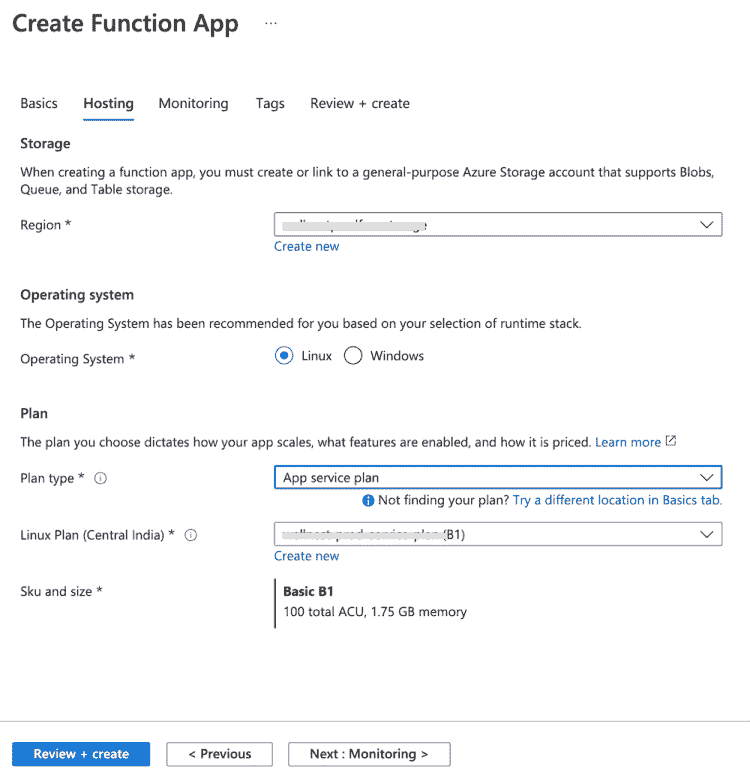 Create Function App ...
Basics Hosting Monitoring Tags Review + create
Storage
When creating a function app, you must create or link to a general-purpose Azure Storage account that supports Blobs,
Queue, and Table storage.
Region *
Create new
Operating system
The Operating System has been recommended for you based on your selection of runtime stack.
Operating System * Linux Windows
Plan
The plan you choose dictates how your app scales, what features are enabled, and how it is priced. Learn more
Plan type * App service plan
Not finding your plan? Try a different location in Basics tab.
Linux Plan (Central India) * (B1)
Create new
Sku and size * Basic B1
100 total ACU, 1.75 GB memory
Review + create < Previous Next : Monitoring >